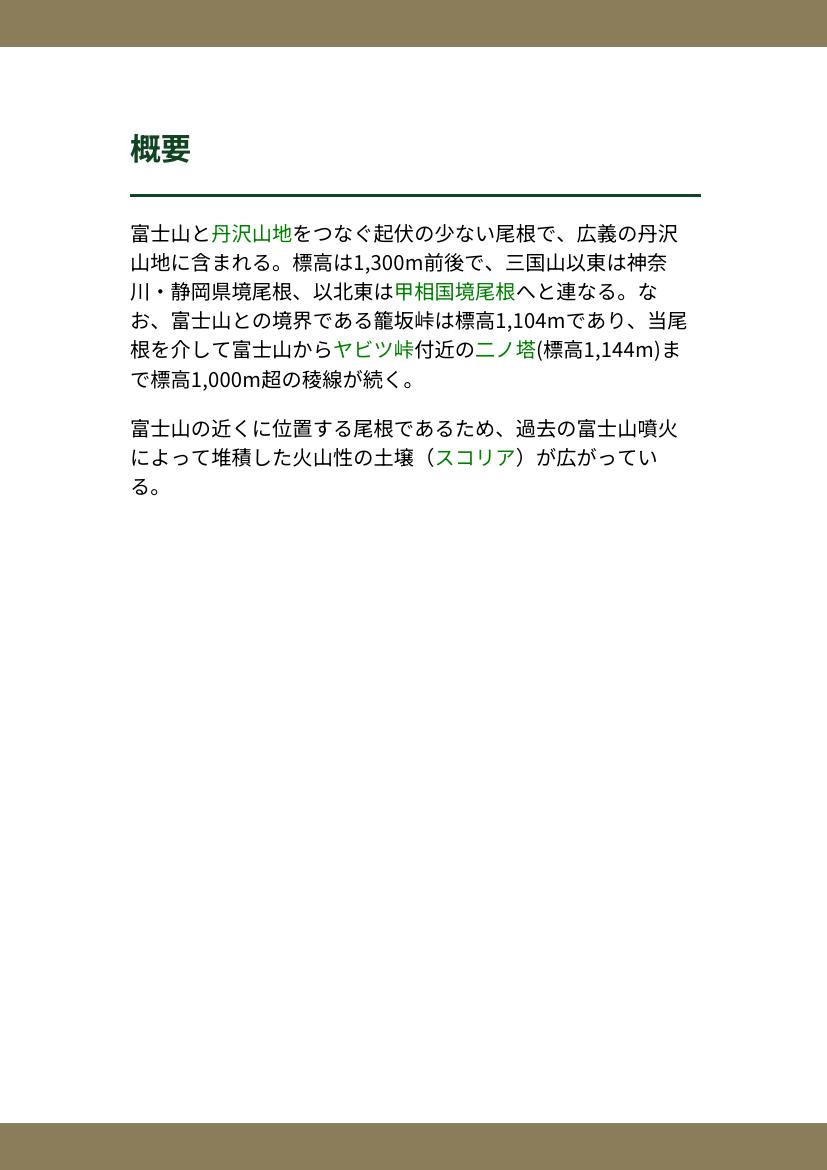 概要
富士山と丹沢山地をつなぐ起伏の少ない尾根で、広義の丹沢
山地に含まれる。標高は1,300m前後で、三国山以東は神奈
川・静岡県境尾根、以北東は甲相国境尾根へと連なる。な
お、富士山との境界である籠坂峠は標高1,104mであり、当尾
根を介して富士山からヤビツ峠付近の二ノ塔(標高1,144m)ま
で標高1,000m超の稜線が続く。
富士山の近くに位置する尾根であるため、過去の富士山噴火
によって堆積した火山性の土壌（スコリア）が広がってい
る。